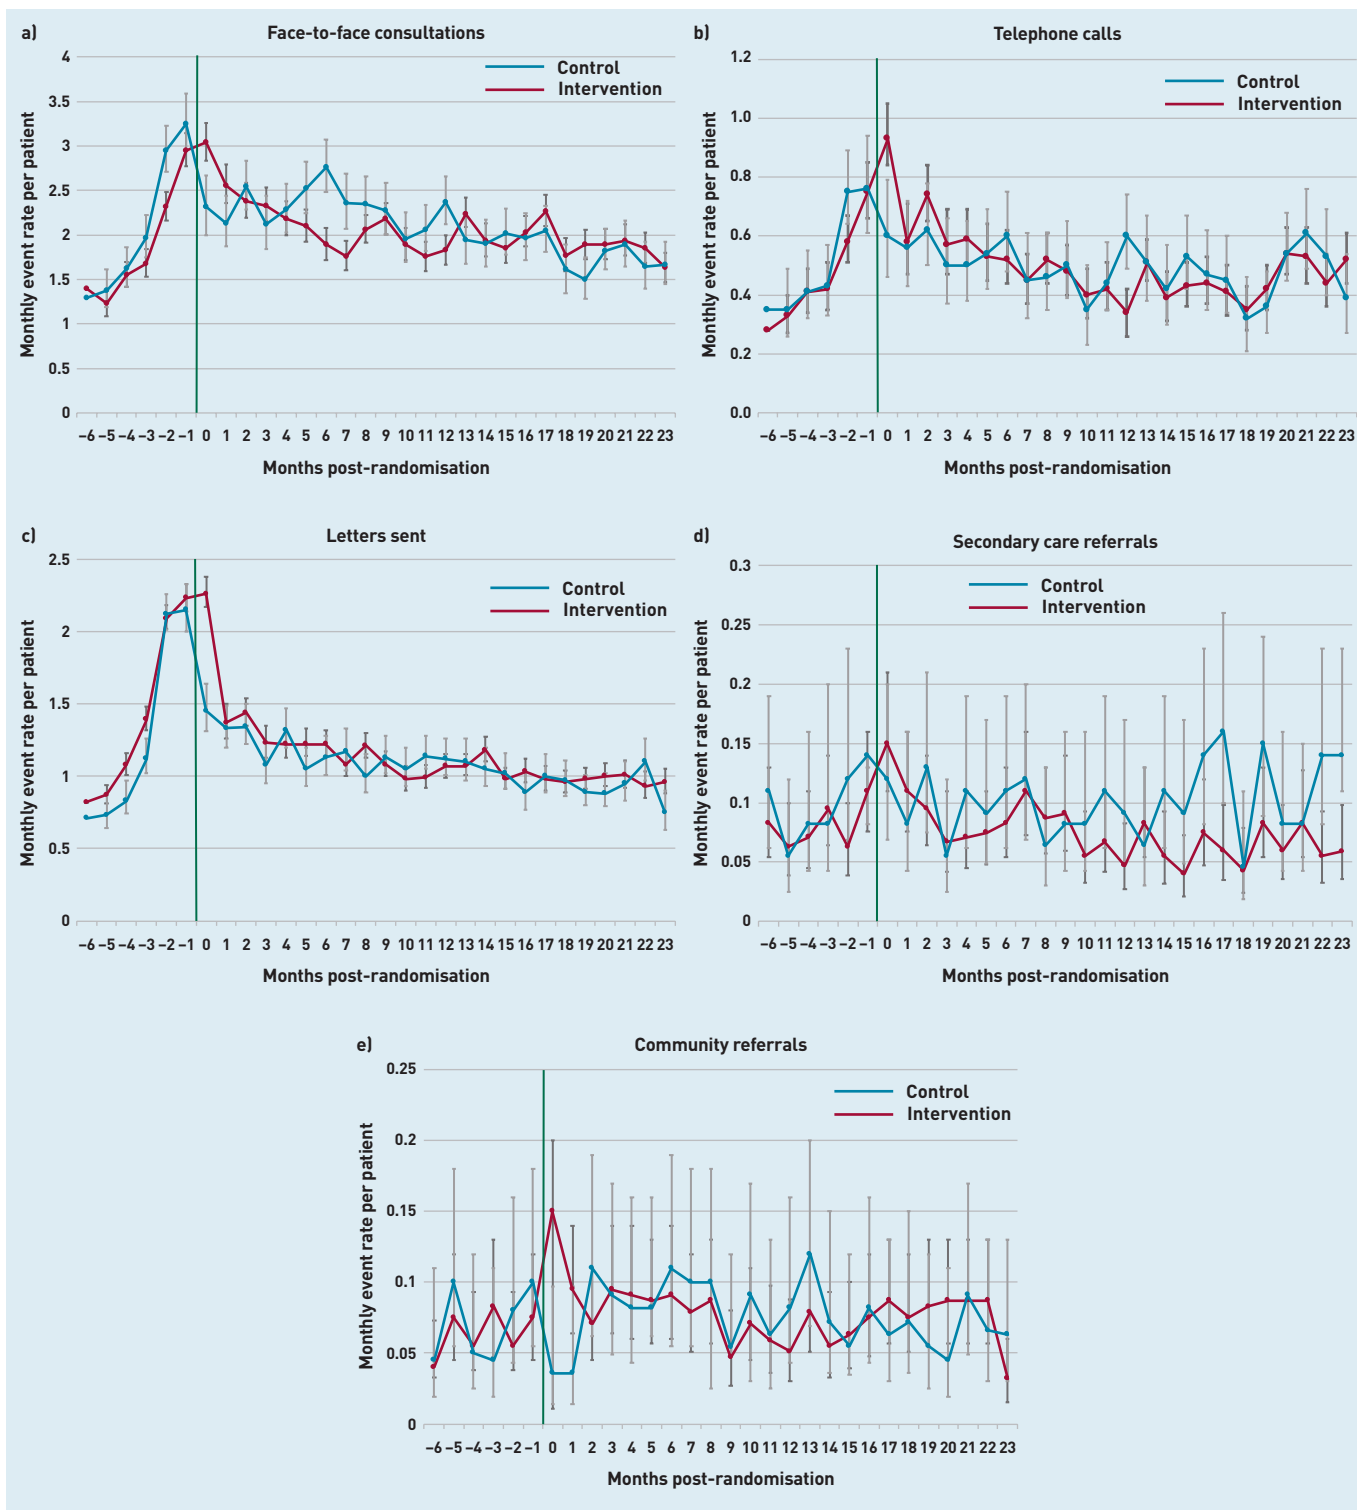 a)
Face-to-face consultations
Control
Intervention
Monthly event rate per patient
4
3.5
3
2.5
2
1.5
1
0.5
0
−6 −5 −4 −3 −2 −1 0 1 2 3 4 5 6 7 8 9 10 11 12 13 14 15 16 17 18 19 20 21 22 23
Months post-randomisation
b)
Telephone calls
Control
Intervention
Monthly event rate per patient
1.2
1.0
0.8
0.6
0.4
0.2
0.0
−6 −5 −4 −3 −2 −1 0 1 2 3 4 5 6 7 8 9 10 11 12 13 14 15 16 17 18 19 20 21 22 23
Months post-randomisation
c)
Letters sent
Control
Intervention
Monthly event rate per patient
2.5
2
1.5
1
0.5
0
−6 −5 −4 −3 −2 −1 0 1 2 3 4 5 6 7 8 9 10 11 12 13 14 15 16 17 18 19 20 21 22 23
Months post-randomisation
d)
Secondary care referrals
Control
Intervention
Monthly event rate per patient
0.3
0.25
0.2
0.15
0.1
0.05
0
−6 −5 −4 −3 −2 −1 0 1 2 3 4 5 6 7 8 9 10 11 12 13 14 15 16 17 18 19 20 21 22 23
Months post-randomisation
e)
Community referrals
Control
Intervention
Monthly event rate per patient
0.25
0.2
0.15
0.1
0.05
0
−6 −5 −4 −3 −2 −1 0 1 2 3 4 5 6 7 8 9 10 11 12 13 14 15 16 17 18 19 20 21 22 23
Months post-randomisation